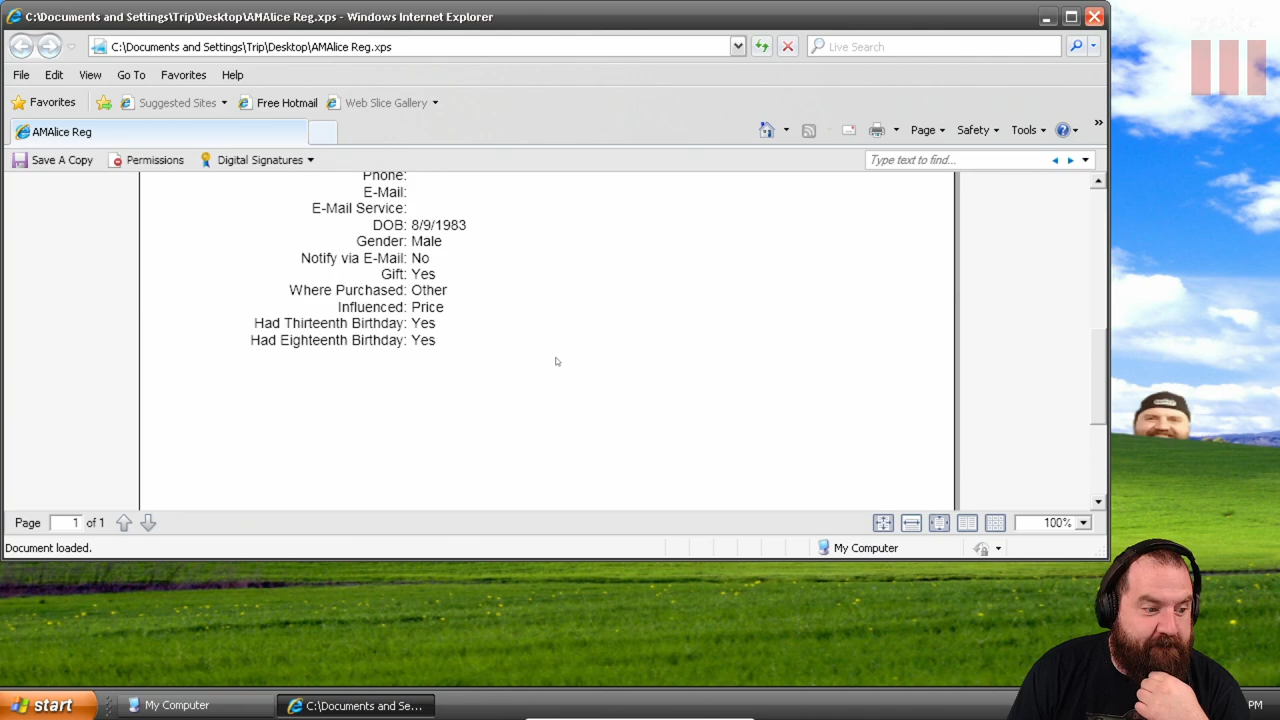 C:\Documents and Settings\Trip\Desktop\AMAlice Reg.xps - Windows Internet Explorer
C:\Documents and Settings\Trip\Desktop\AMAlice Reg.xps
Live Search
File Edit View Go To Favorites Help
Favorites Suggested Sites Free Hotmail Web Slice Gallery
AMAlice Reg
Page Safety Tools »
Save A Copy Permissions Digital Signatures Type text to find...
Phone:
E-Mail:
E-Mail Service:
DOB: 8/9/1983
Gender: Male
Notify via E-Mail: No
Gift: Yes
Where Purchased: Other
Influenced: Price
Had Thirteenth Birthday: Yes
Had Eighteenth Birthday: Yes
Page 1 of 1 100%
Document loaded. My Computer
start My Computer C:\Documents and Se... PM